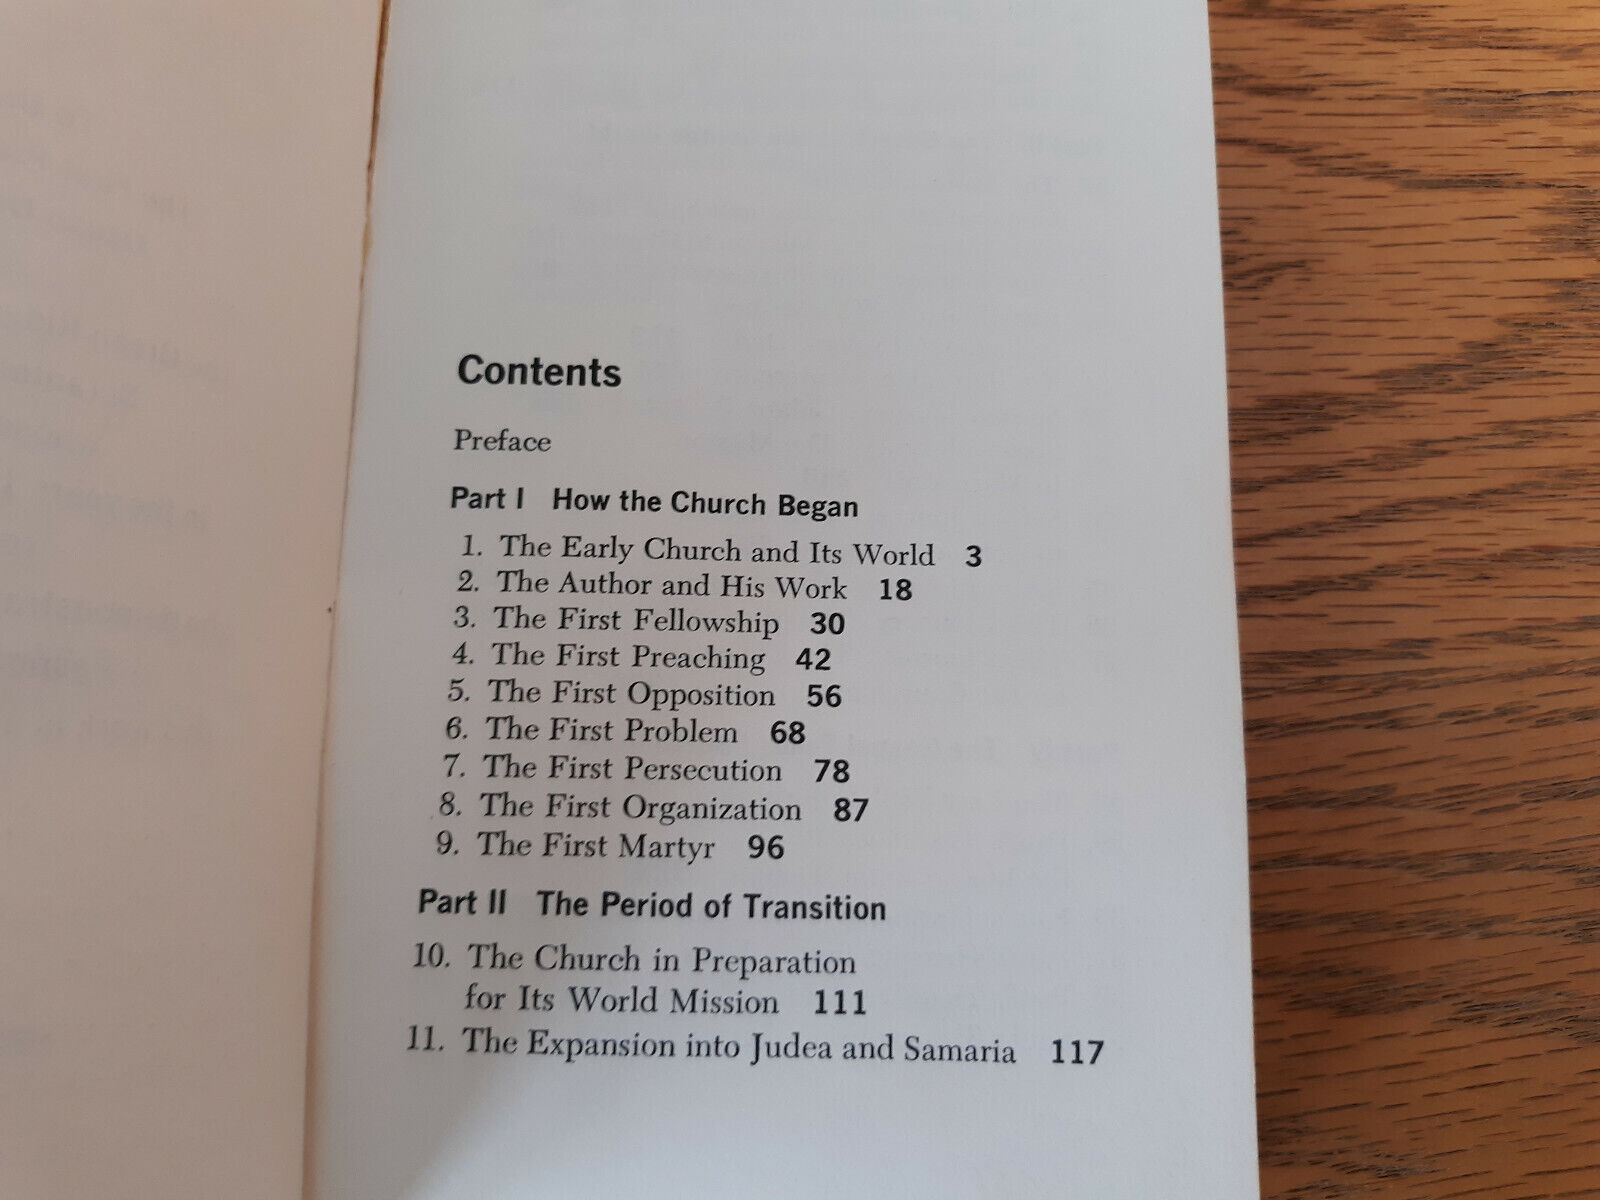 Contents
Preface
Part I How the Church Began
1. The Early Church and Its World 3
2. The Author and His Work 18
3. The First Fellowship 30
4. The First Preaching 42
5. The First Opposition 56
6. The First Problem 68
7. The First Persecution 78
8. The First Organization 87
9. The First Martyr 96
Part II The Period of Transition
10. The Church in Preparation
for Its World Mission 111
11. The Expansion into Judea and Samaria 117